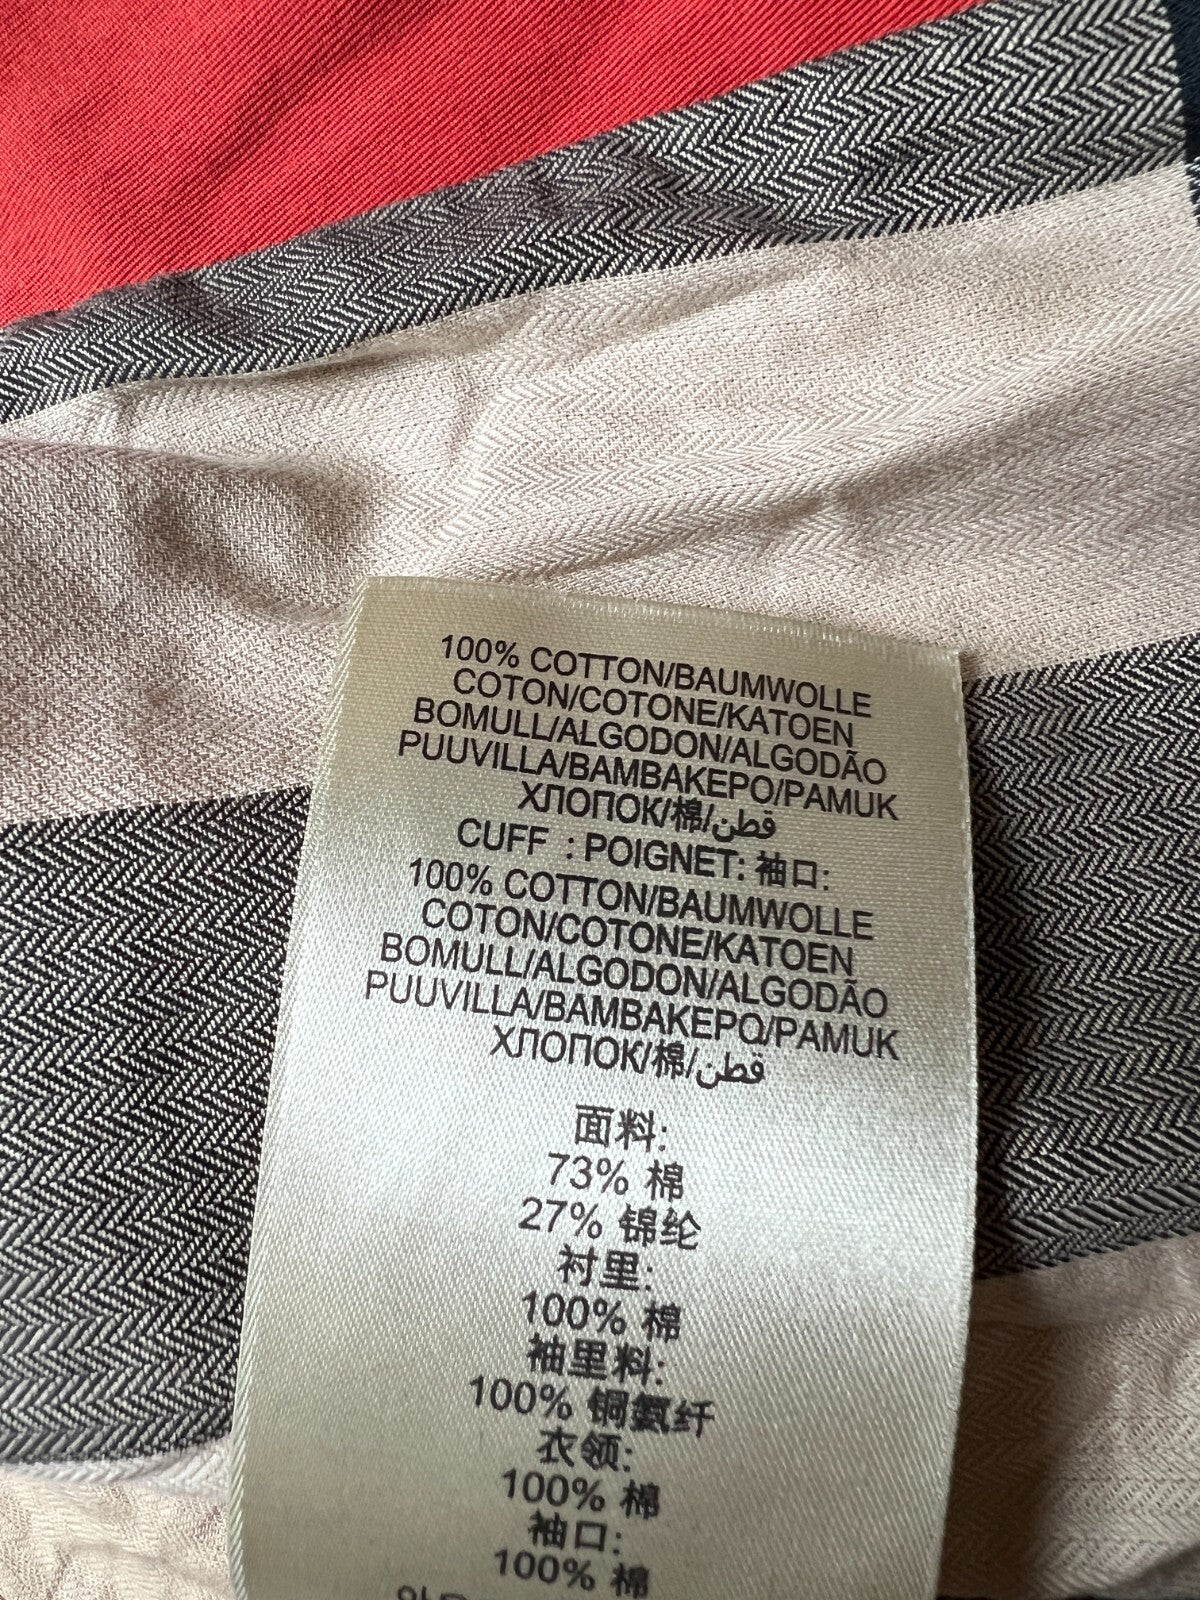 100% COTTON/BAUMWOLLE
COTON/COTONE/KATOEN
BOMULL/ALGODON/ALGODÃO
PUUVILLA/BAMBAKEPO/PAMUK
ХЛОПОК/棉/قطن
CUFF : POIGNET: 袖口:
100% COTTON/BAUMWOLLE
COTON/COTONE/KATOEN
BOMULL/ALGODON/ALGODÃO
PUUVILLA/BAMBAKEPO/PAMUK
ХЛОПОК/棉/قطن
面料:
73% 棉
27% 锦纶
衬里:
100% 棉
袖里料:
100% 铜氨纤
衣领:
100% 棉
袖口:
100% 棉